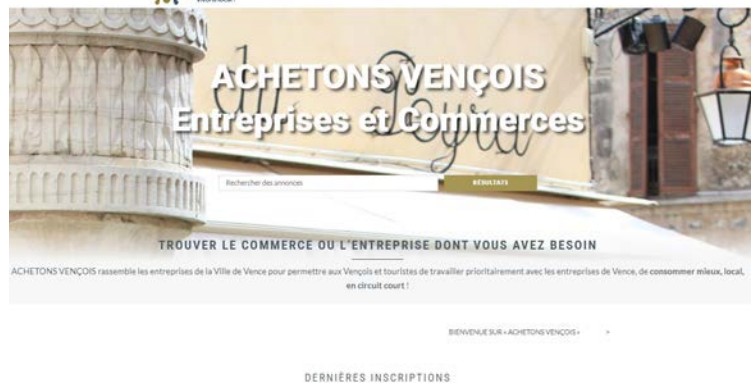 ACHETONS VENÇOIS
du Peyra
Entreprises et Commerces
Rechercher des annonces
RÉSULTATS
TROUVER LE COMMERCE OU L'ENTREPRISE DONT VOUS AVEZ BESOIN
ACHETONS VENÇOIS rassemble les entreprises de la Ville de Vence pour permettre aux Vençois et touristes de travailler prioritairement avec les entreprises de Vence, de consommer mieux, local,
en circuit court !
BIENVENUE SUR « ACHETONS VENÇOIS »
DERNIÈRES INSCRIPTIONS